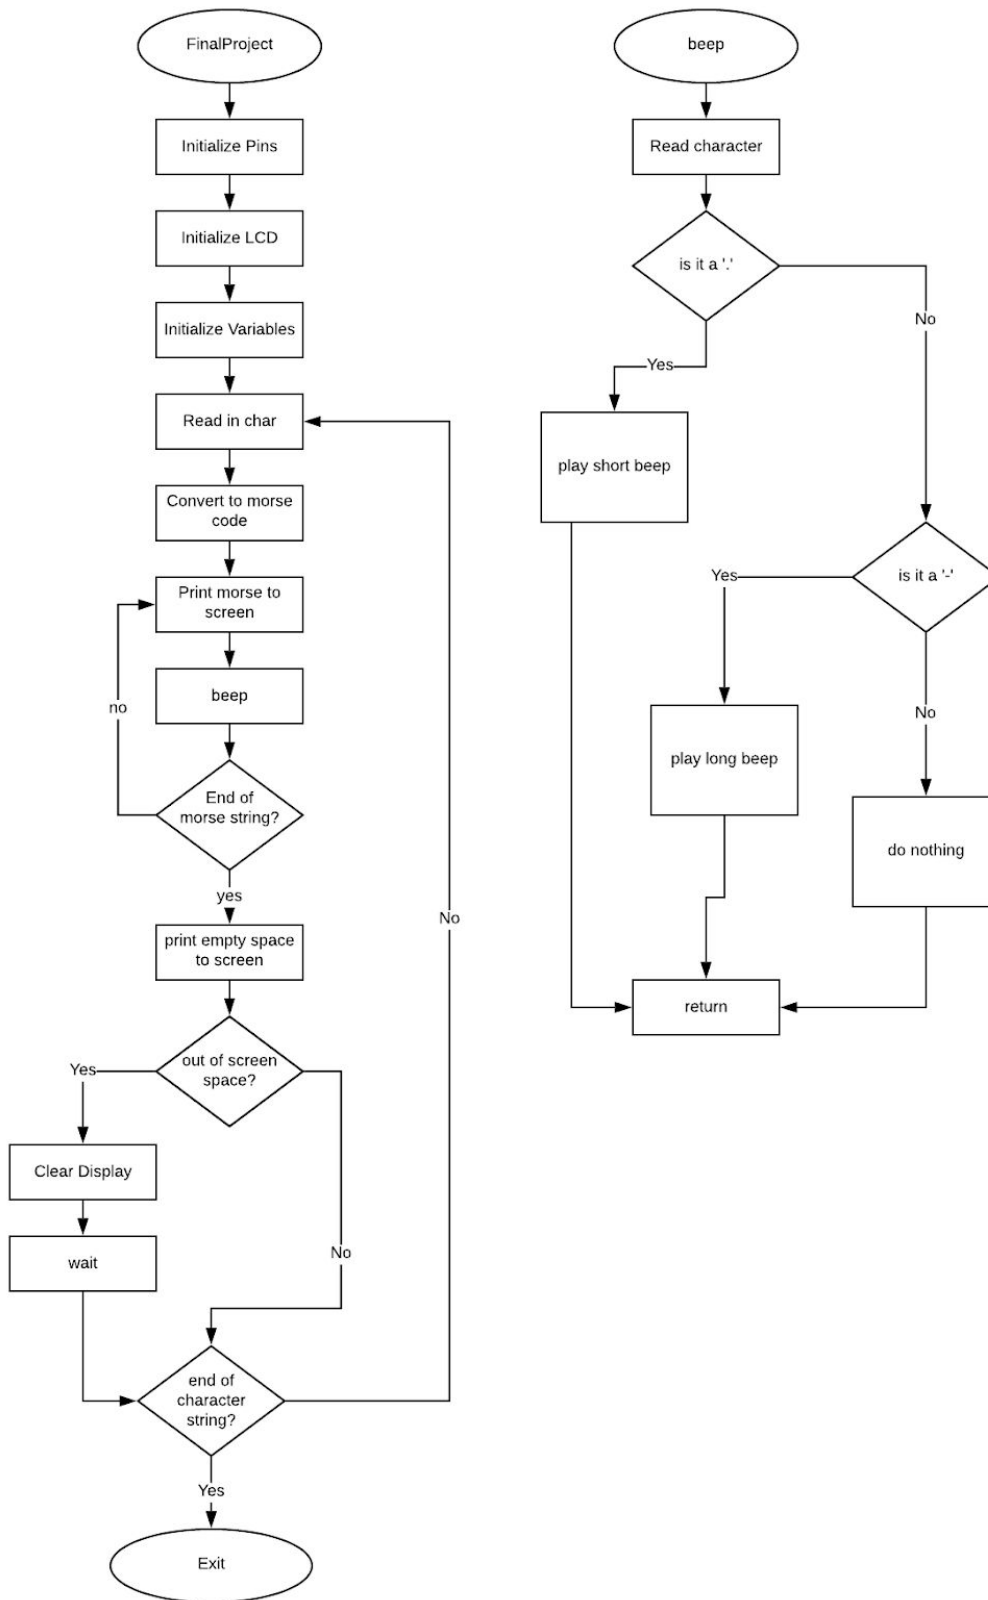 FinalProject
Initialize Pins
Initialize LCD
Initialize Variables
Read in char
Convert to morse
code
Print morse to
screen
beep
no
End of
morse string?
yes
print empty space
to screen
out of screen
space?
Yes
No
Clear Display
wait
end of
character
string?
No
Yes
Exit
beep
Read character
is it a '.'
No
Yes
play short beep
is it a '-'
Yes
No
play long beep
do nothing
return